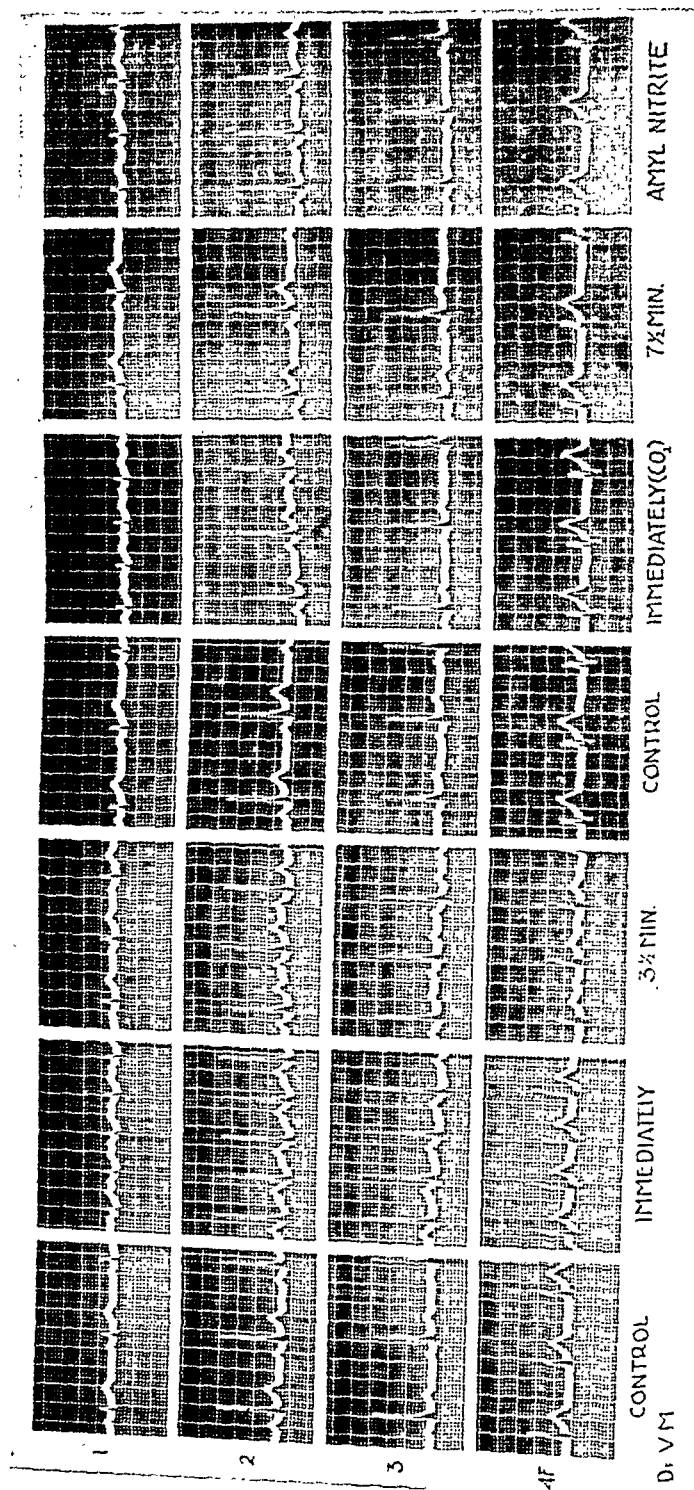 1
2
3
4F
CONTROL
IMMEDIATELY
3½ MIN.
CONTROL
IMMEDIATELY(CO₂)
7½ MIN.
AMYL NITRITE
D, V M